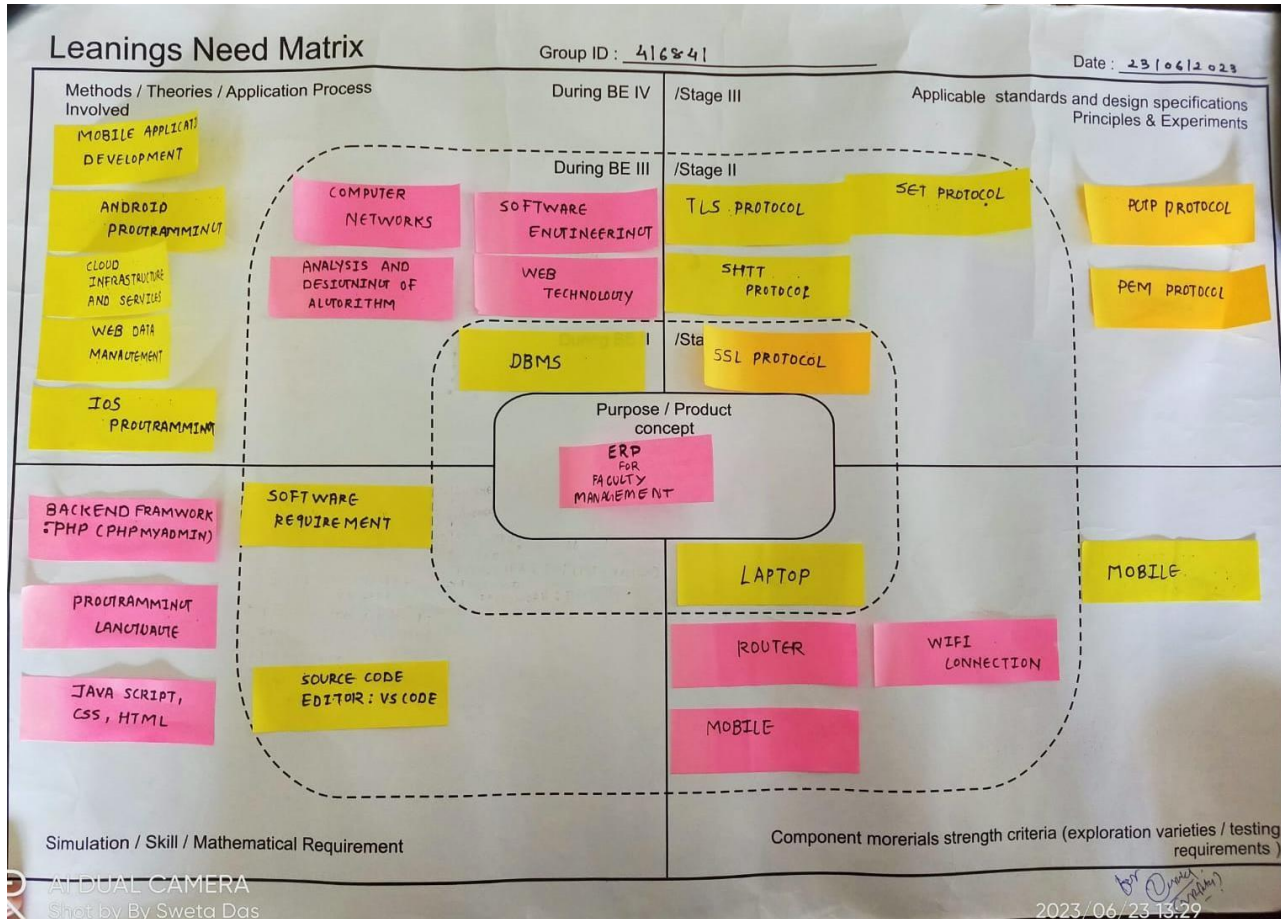 Leanings Need Matrix
Group ID : 416841
Date : 23/06/2023
Methods / Theories / Application Process
Involved
During BE IV
/Stage III
Applicable standards and design specifications
Principles & Experiments
MOBILE APPLICATI
DEVELOPMENT
ANDROID
PROGRAMMING
CLOUD
INFRASTRUCTURE
AND SERVICES
WEB DATA
MANAGEMENT
IOS
PROGRAMMING
During BE III
/Stage II
COMPUTER
NETWORKS
SOFTWARE
ENGINEERING
ANALYSIS AND
DESIGNING OF
ALGORITHM
WEB
TECHNOLOGY
TLS PROTOCOL
SET PROTOCOL
SHTT
PROTOCOL
PGTP PROTOCOL
PEM PROTOCOL
I
/Sta
DBMS
SSL PROTOCOL
Purpose / Product
concept
ERP
FOR
FACULTY
MANAGEMENT
BACKEND FRAMWORK
:PHP (PHPMYADMIN)
SOFTWARE
REQUIREMENT
PROGRAMMING
LANGUAGE
JAVA SCRIPT,
CSS, HTML
SOURCE CODE
EDITOR: VS CODE
LAPTOP
MOBILE
ROUTER
WIFI
CONNECTION
MOBILE
Simulation / Skill / Mathematical Requirement
Component morerials strength criteria (exploration varieties / testing
requirements )
AI DUAL CAMERA
Shot by By Sweta Das
2023/06/23 13:29